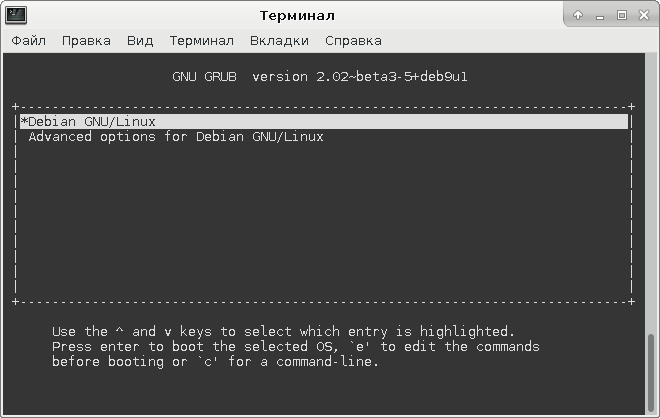 Терминал
Файл Правка Вид Терминал Вкладки Справка
GNU GRUB  version 2.02~beta3-5+deb9u1
*Debian GNU/Linux
Advanced options for Debian GNU/Linux
Use the ^ and v keys to select which entry is highlighted.
Press enter to boot the selected OS, `e' to edit the commands
before booting or `c' for a command-line.